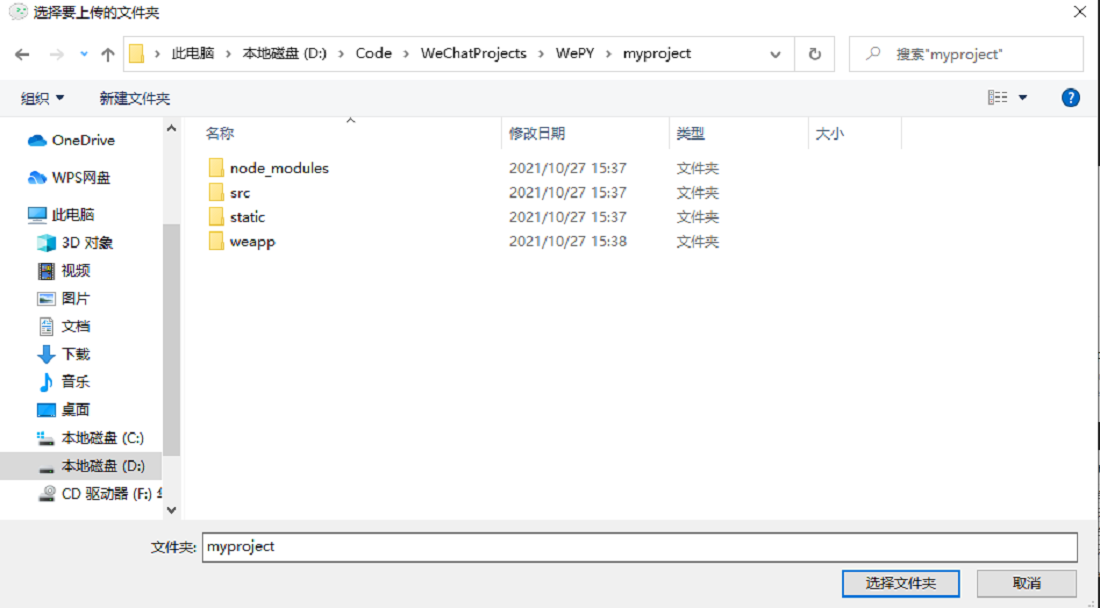 选择要上传的文件夹
此电脑 › 本地磁盘 (D:) › Code › WeChatProjects › WePY › myproject
搜索"myproject"
组织
新建文件夹
?
OneDrive
WPS网盘
此电脑
3D 对象
视频
图片
文档
下载
音乐
桌面
本地磁盘 (C:)
本地磁盘 (D:)
CD 驱动器 (F:)
名称 修改日期 类型 大小
node_modules 2021/10/27 15:37 文件夹
src 2021/10/27 15:37 文件夹
static 2021/10/27 15:37 文件夹
weapp 2021/10/27 15:38 文件夹
文件夹: myproject
选择文件夹 取消